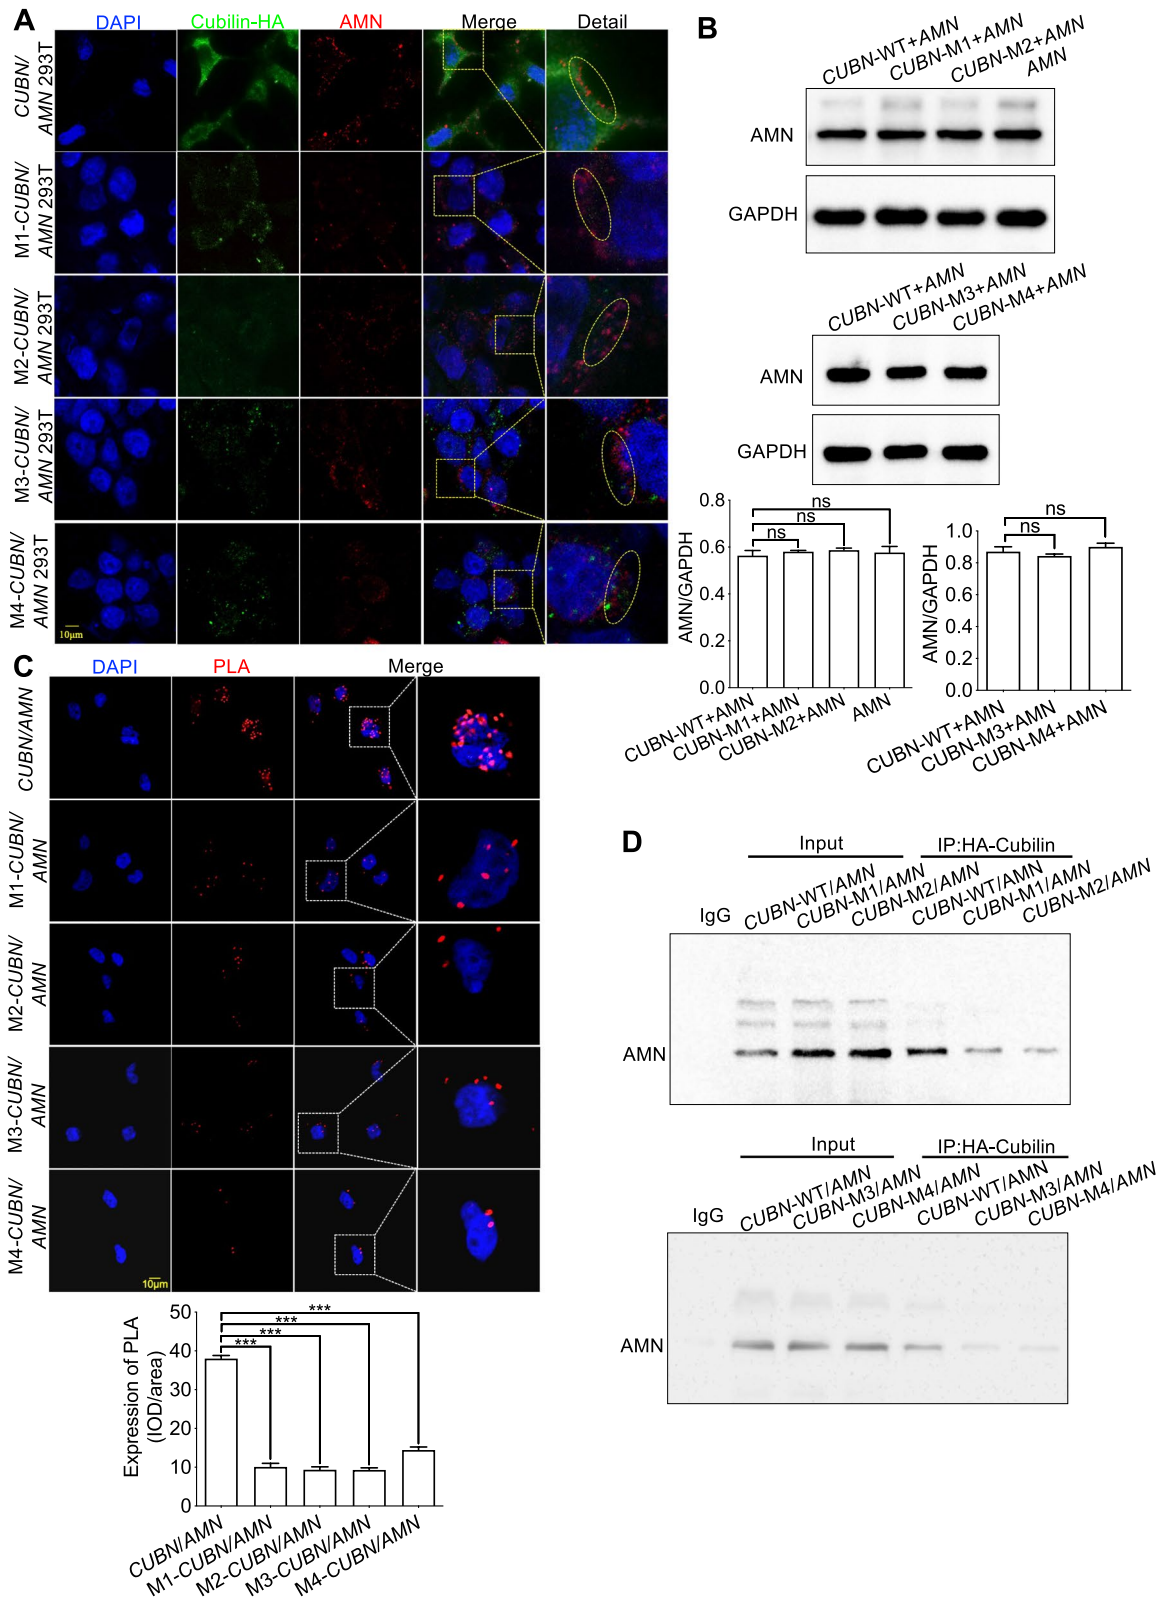 A
DAPI
Cubilin-HA
AMN
Merge
Detail
CUBN/
AMN 293T
M1-CUBN/
AMN 293T
M2-CUBN/
AMN 293T
M3-CUBN/
AMN 293T
M4-CUBN/
AMN 293T
10μm
B
CUBN-WT+AMN
CUBN-M1+AMN
CUBN-M2+AMN
AMN
AMN
GAPDH
CUBN-WT+AMN
CUBN-M3+AMN
CUBN-M4+AMN
AMN
GAPDH
AMN/GAPDH
0.8
0.6
0.4
0.2
0.0
ns
ns
ns
CUBN-WT+AMN
CUBN-M1+AMN
CUBN-M2+AMN
AMN
AMN/GAPDH
1.0
0.8
0.6
0.4
0.2
0.0
ns
ns
CUBN-WT+AMN
CUBN-M3+AMN
CUBN-M4+AMN
C
DAPI
PLA
Merge
CUBN/AMN
M1-CUBN/
AMN
M2-CUBN/
AMN
M3-CUBN/
AMN
M4-CUBN/
AMN
10μm
Expression of PLA
(IOD/area)
50
40
30
20
10
0
***
***
***
***
CUBN/AMN
M1-CUBN/AMN
M2-CUBN/AMN
M3-CUBN/AMN
M4-CUBN/AMN
D
Input
IP:HA-Cubilin
IgG
CUBN-WT/AMN
CUBN-M1/AMN
CUBN-M2/AMN
CUBN-WT/AMN
CUBN-M1/AMN
CUBN-M2/AMN
AMN
Input
IP:HA-Cubilin
IgG
CUBN-WT/AMN
CUBN-M3/AMN
CUBN-M4/AMN
CUBN-WT/AMN
CUBN-M3/AMN
CUBN-M4/AMN
AMN